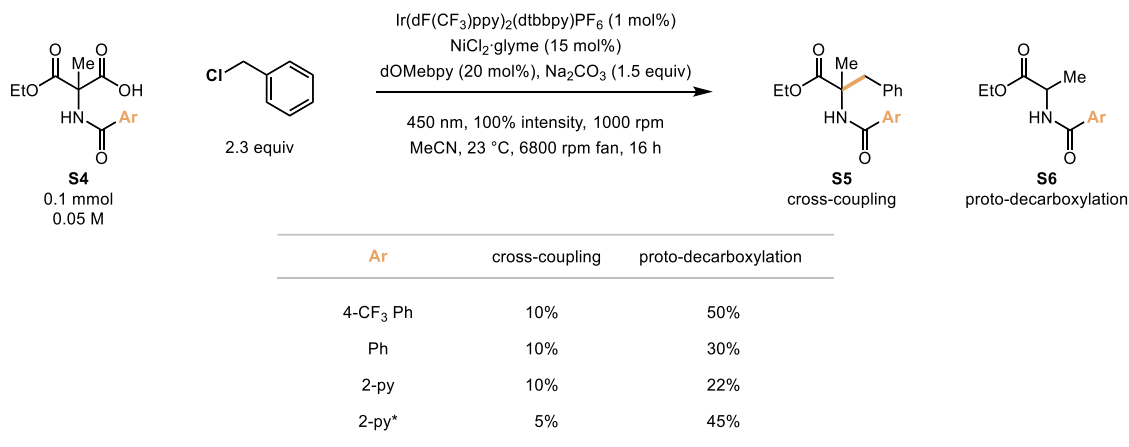 Ir(dF(CF3)ppy)2(dtbbpy)PF6 (1 mol%)
NiCl2·glyme (15 mol%)
dOMebpy (20 mol%), Na2CO3 (1.5 equiv)
450 nm, 100% intensity, 1000 rpm
MeCN, 23 °C, 6800 rpm fan, 16 h
O Me O
EtO OH
HN Ar
O
S4
0.1 mmol
0.05 M
Cl
2.3 equiv
O Me
EtO Ph
HN Ar
O
S5
cross-coupling
O
Me
EtO
HN Ar
O
S6
proto-decarboxylation
Ar cross-coupling proto-decarboxylation
4-CF3 Ph 10% 50%
Ph 10% 30%
2-py 10% 22%
2-py* 5% 45%